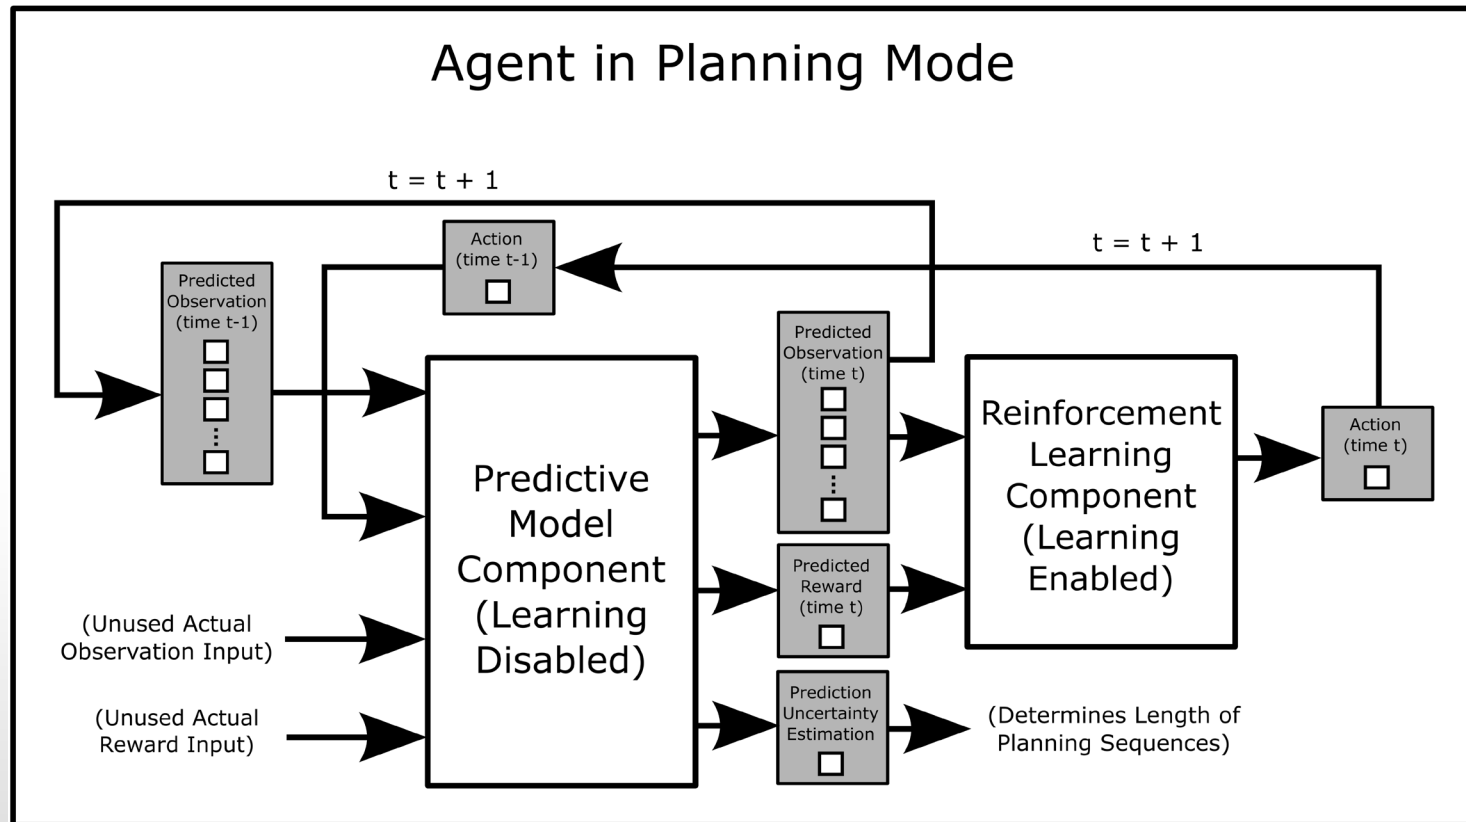 Agent in Planning Mode
t = t + 1
t = t + 1
Action
(time t-1)
Predicted
Observation
(time t-1)
Predicted
Observation
(time t)
Predictive
Model
Component
(Learning
Disabled)
Reinforcement
Learning
Component
(Learning
Enabled)
Action
(time t)
Predicted
Reward
(time t)
(Unused Actual
Observation Input)
(Unused Actual
Reward Input)
Prediction
Uncertainty
Estimation
(Determines Length of
Planning Sequences)